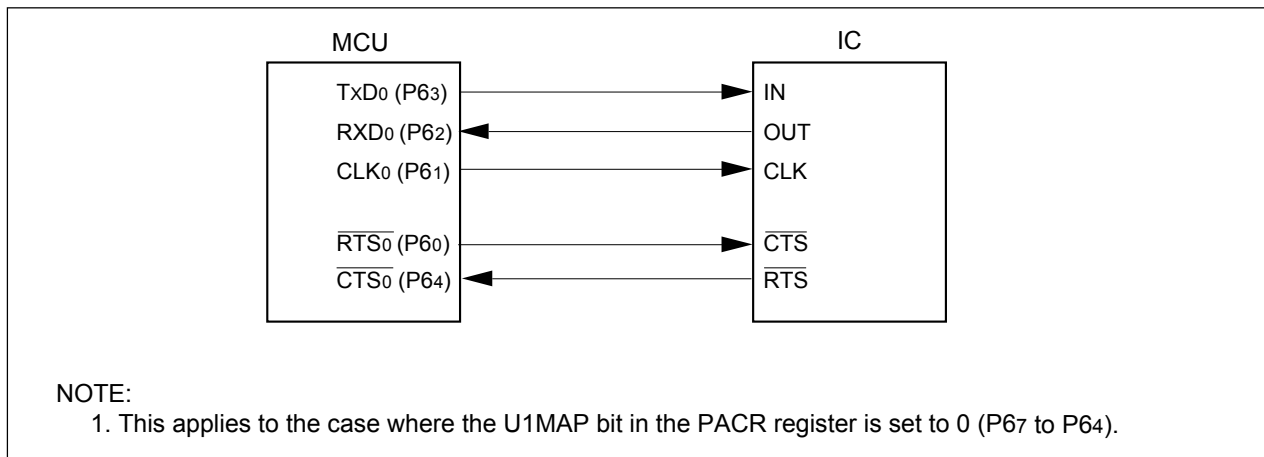 MCU IC
TxD0 (P63) IN
RXD0 (P62) OUT
CLK0 (P61) CLK
RTS0 (P60) CTS
CTS0 (P64) RTS
NOTE:
1. This applies to the case where the U1MAP bit in the PACR register is set to 0 (P67 to P64).